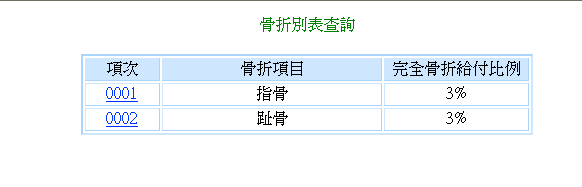 骨折別表查詢
項次 骨折項目 完全骨折給付比例
0001 指骨 3%
0002 趾骨 3%